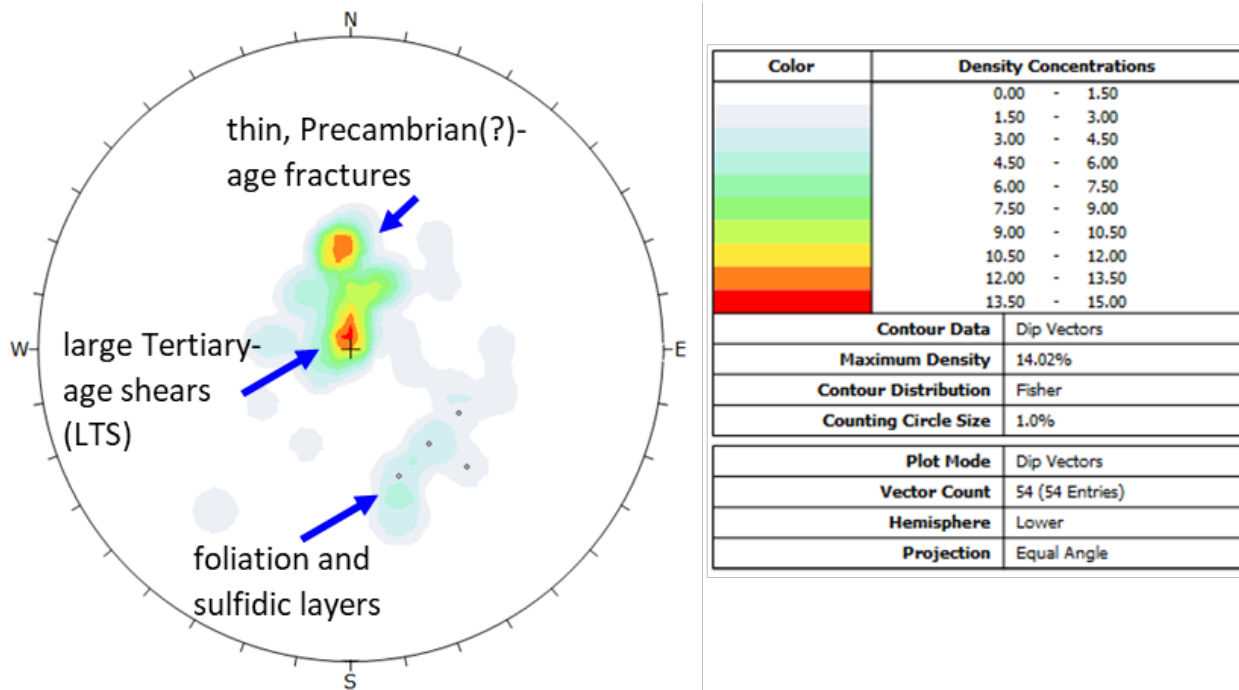 N
thin, Precambrian(?)-
age fractures
W
E
large Tertiary-
age shears
(LTS)
foliation and
sulfidic layers
S
Color Density Concentrations
0.00 - 1.50
1.50 - 3.00
3.00 - 4.50
4.50 - 6.00
6.00 - 7.50
7.50 - 9.00
9.00 - 10.50
10.50 - 12.00
12.00 - 13.50
13.50 - 15.00
Contour Data Dip Vectors
Maximum Density 14.02%
Contour Distribution Fisher
Counting Circle Size 1.0%
Plot Mode Dip Vectors
Vector Count 54 (54 Entries)
Hemisphere Lower
Projection Equal Angle